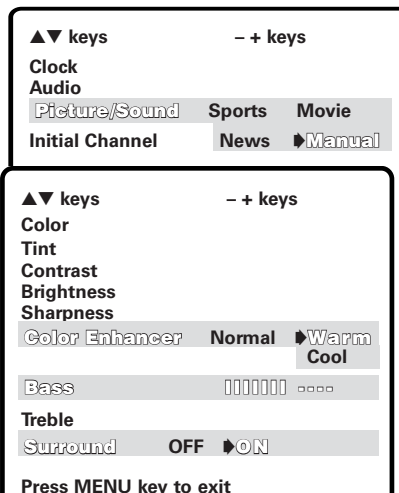 ▲▼ keys – + keys
Clock
Audio
Picture/Sound Sports Movie
Initial Channel News Manual
▲▼ keys – + keys
Color
Tint
Contrast
Brightness
Sharpness
Color Enhancer Normal Warm
Cool
Bass
Treble
Surround OFF ON
Press MENU key to exit